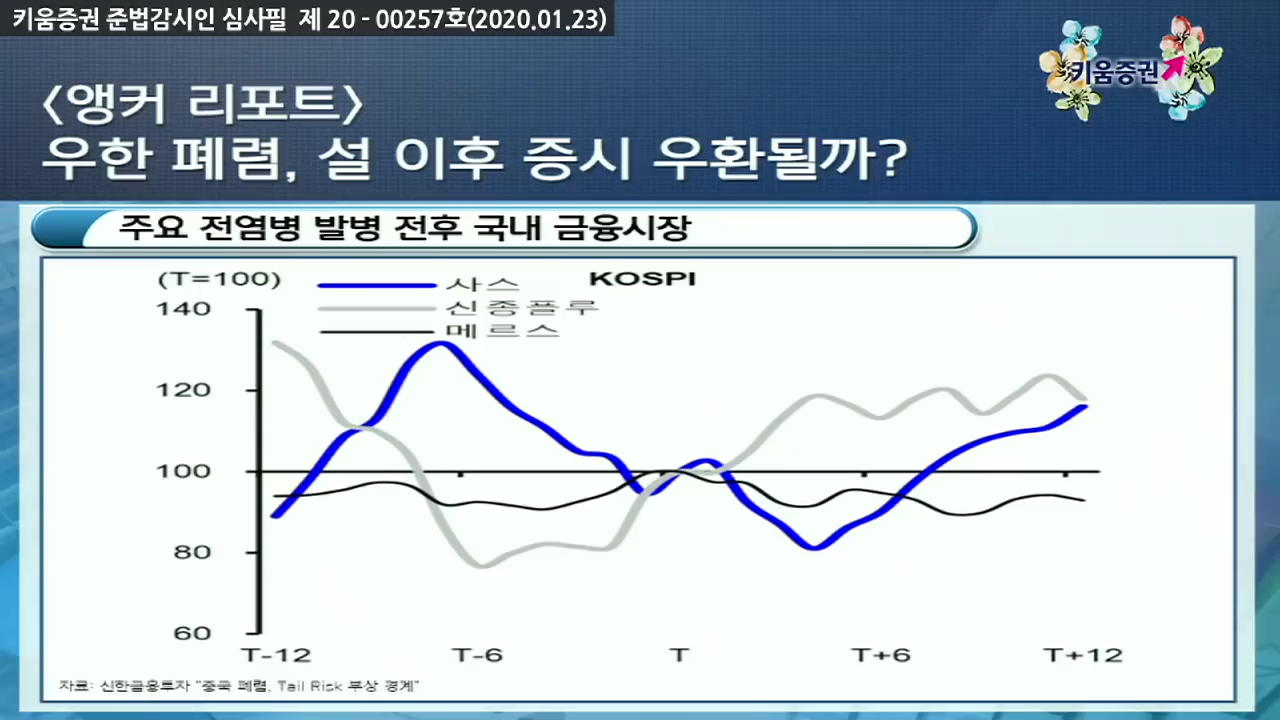 키움증권 준법감시인 심사필 제 20 - 00257호(2020.01.23)
키움증권
<앵커 리포트>
우한 폐렴, 설 이후 증시 우환될까?
주요 전염병 발병 전후 국내 금융시장
(T=100)
사스
KOSPI
신종플루
메르스
140
120
100
80
60
T-12
T-6
T
T+6
T+12
자료: 신한금융투자 "중국 폐렴, Tail Risk 부상 경계"